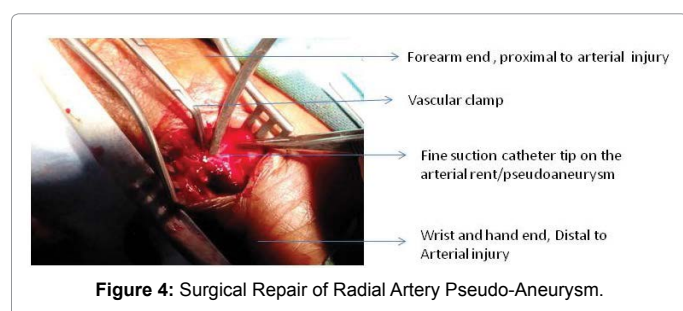 Forearm end , proximal to arterial injury
Vascular clamp
Fine suction catheter tip on the
arterial rent/pseudoaneurysm
Wrist and hand end, Distal to
Arterial injury
Figure 4: Surgical Repair of Radial Artery Pseudo-Aneurysm.